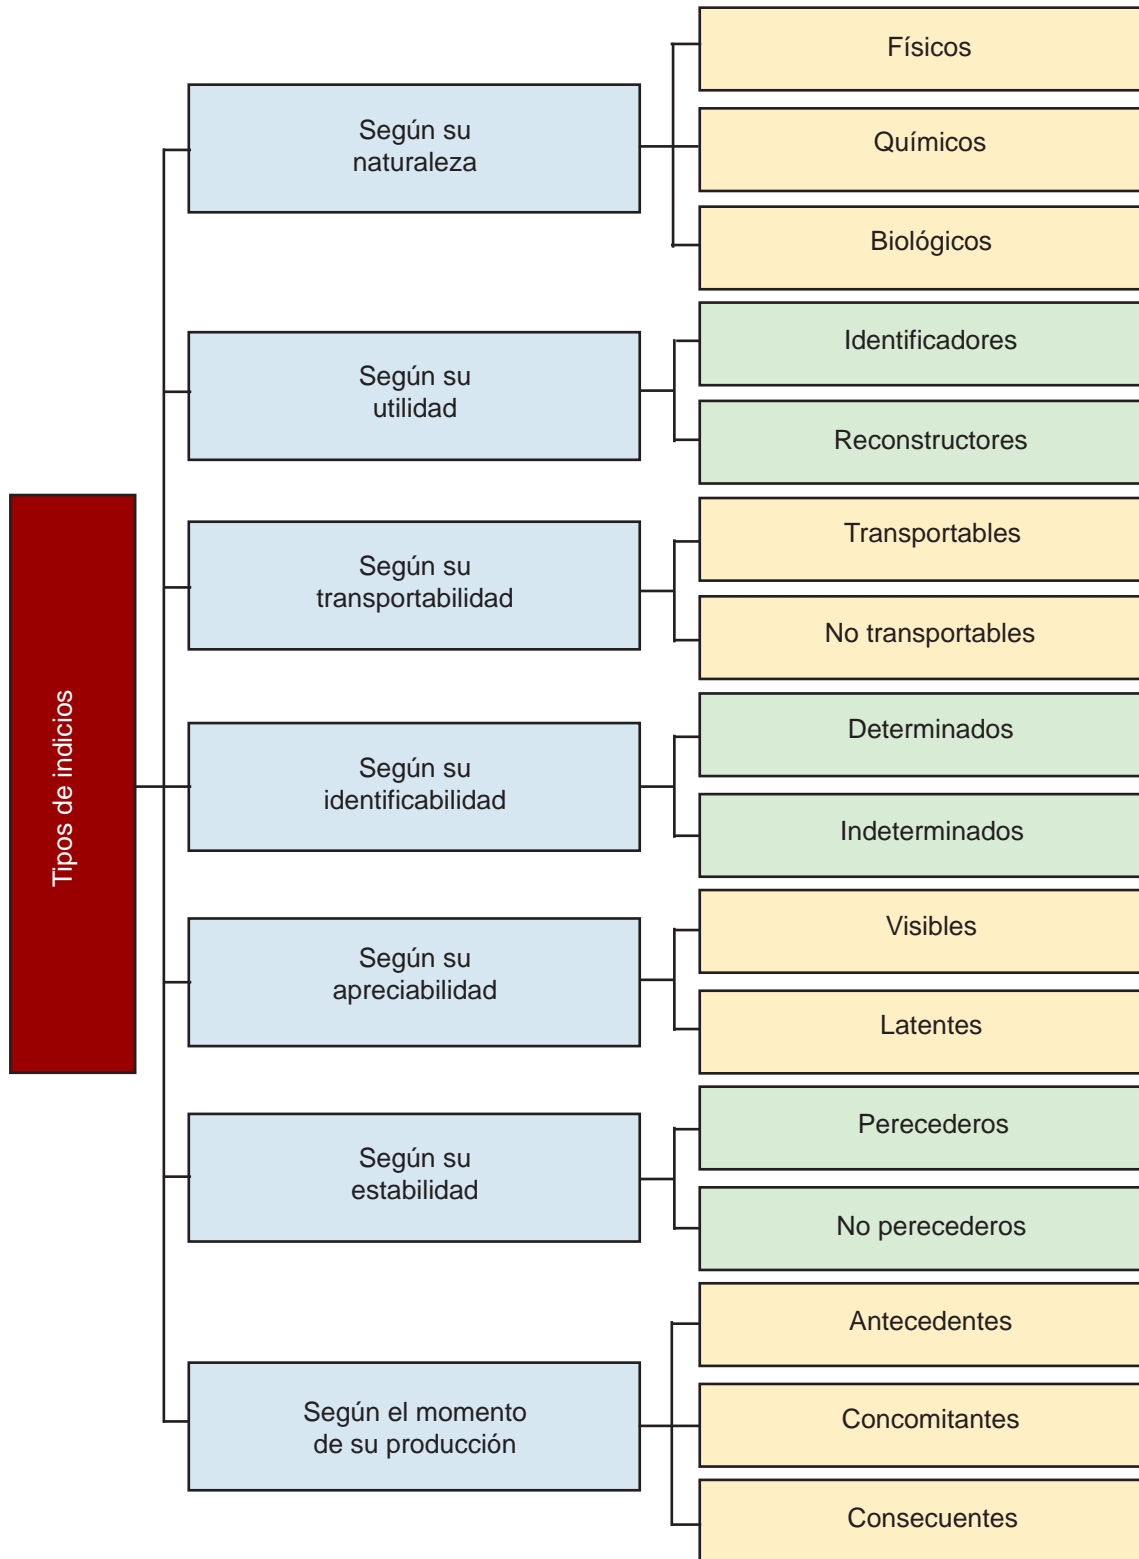 Tipos de indicios
Según su
naturaleza
Físicos
Químicos
Biológicos
Según su
utilidad
Identificadores
Reconstructores
Según su
transportabilidad
Transportables
No transportables
Según su
identificabilidad
Determinados
Indeterminados
Según su
apreciabilidad
Visibles
Latentes
Según su
estabilidad
Perecederos
No perecederos
Según el momento
de su producción
Antecedentes
Concomitantes
Consecuentes